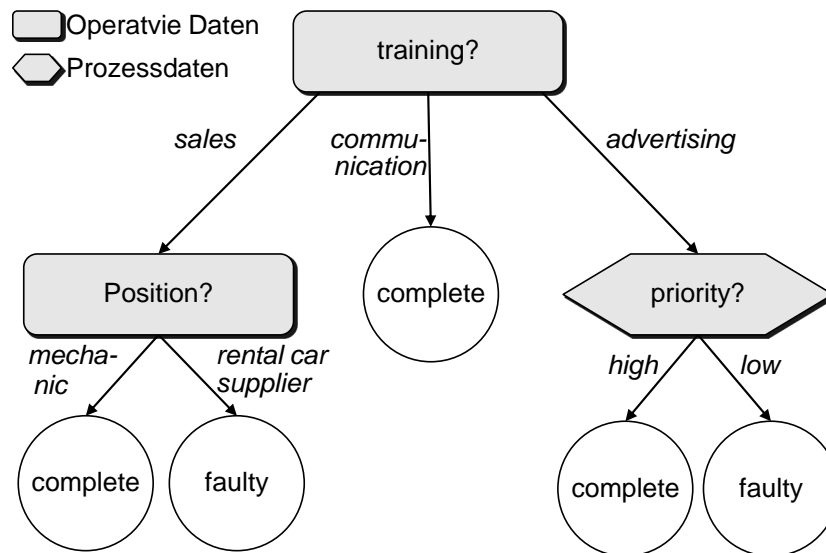 Operatvie Daten
Prozessdaten
training?
sales
commu-
nication
advertising
Position?
complete
priority?
mecha-
nic
rental car
supplier
high
low
complete
faulty
complete
faulty